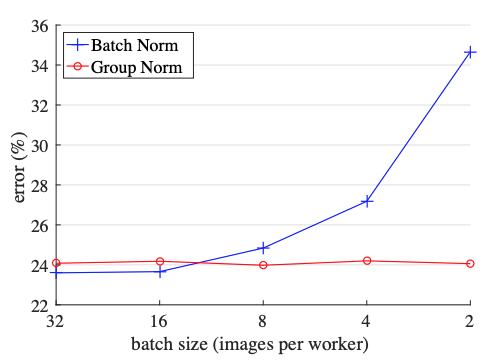 36
34
32
30
28
26
24
22
error (%)
Batch Norm
Group Norm
32 16 8 4 2
batch size (images per worker)